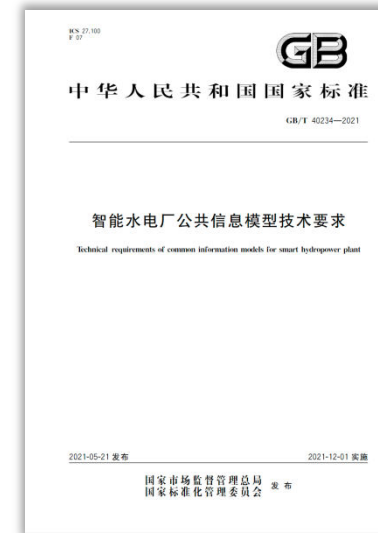 ICS 27.100
F 07
GB
中华人民共和国国家标准
GB/T 40234—2021
智能水电厂公共信息模型技术要求
Technical requirements of common information models for smart hydropower plant
2021-05-21 发布
2021-12-01 实施
国家市场监督管理总局
国家标准化管理委员会 发布